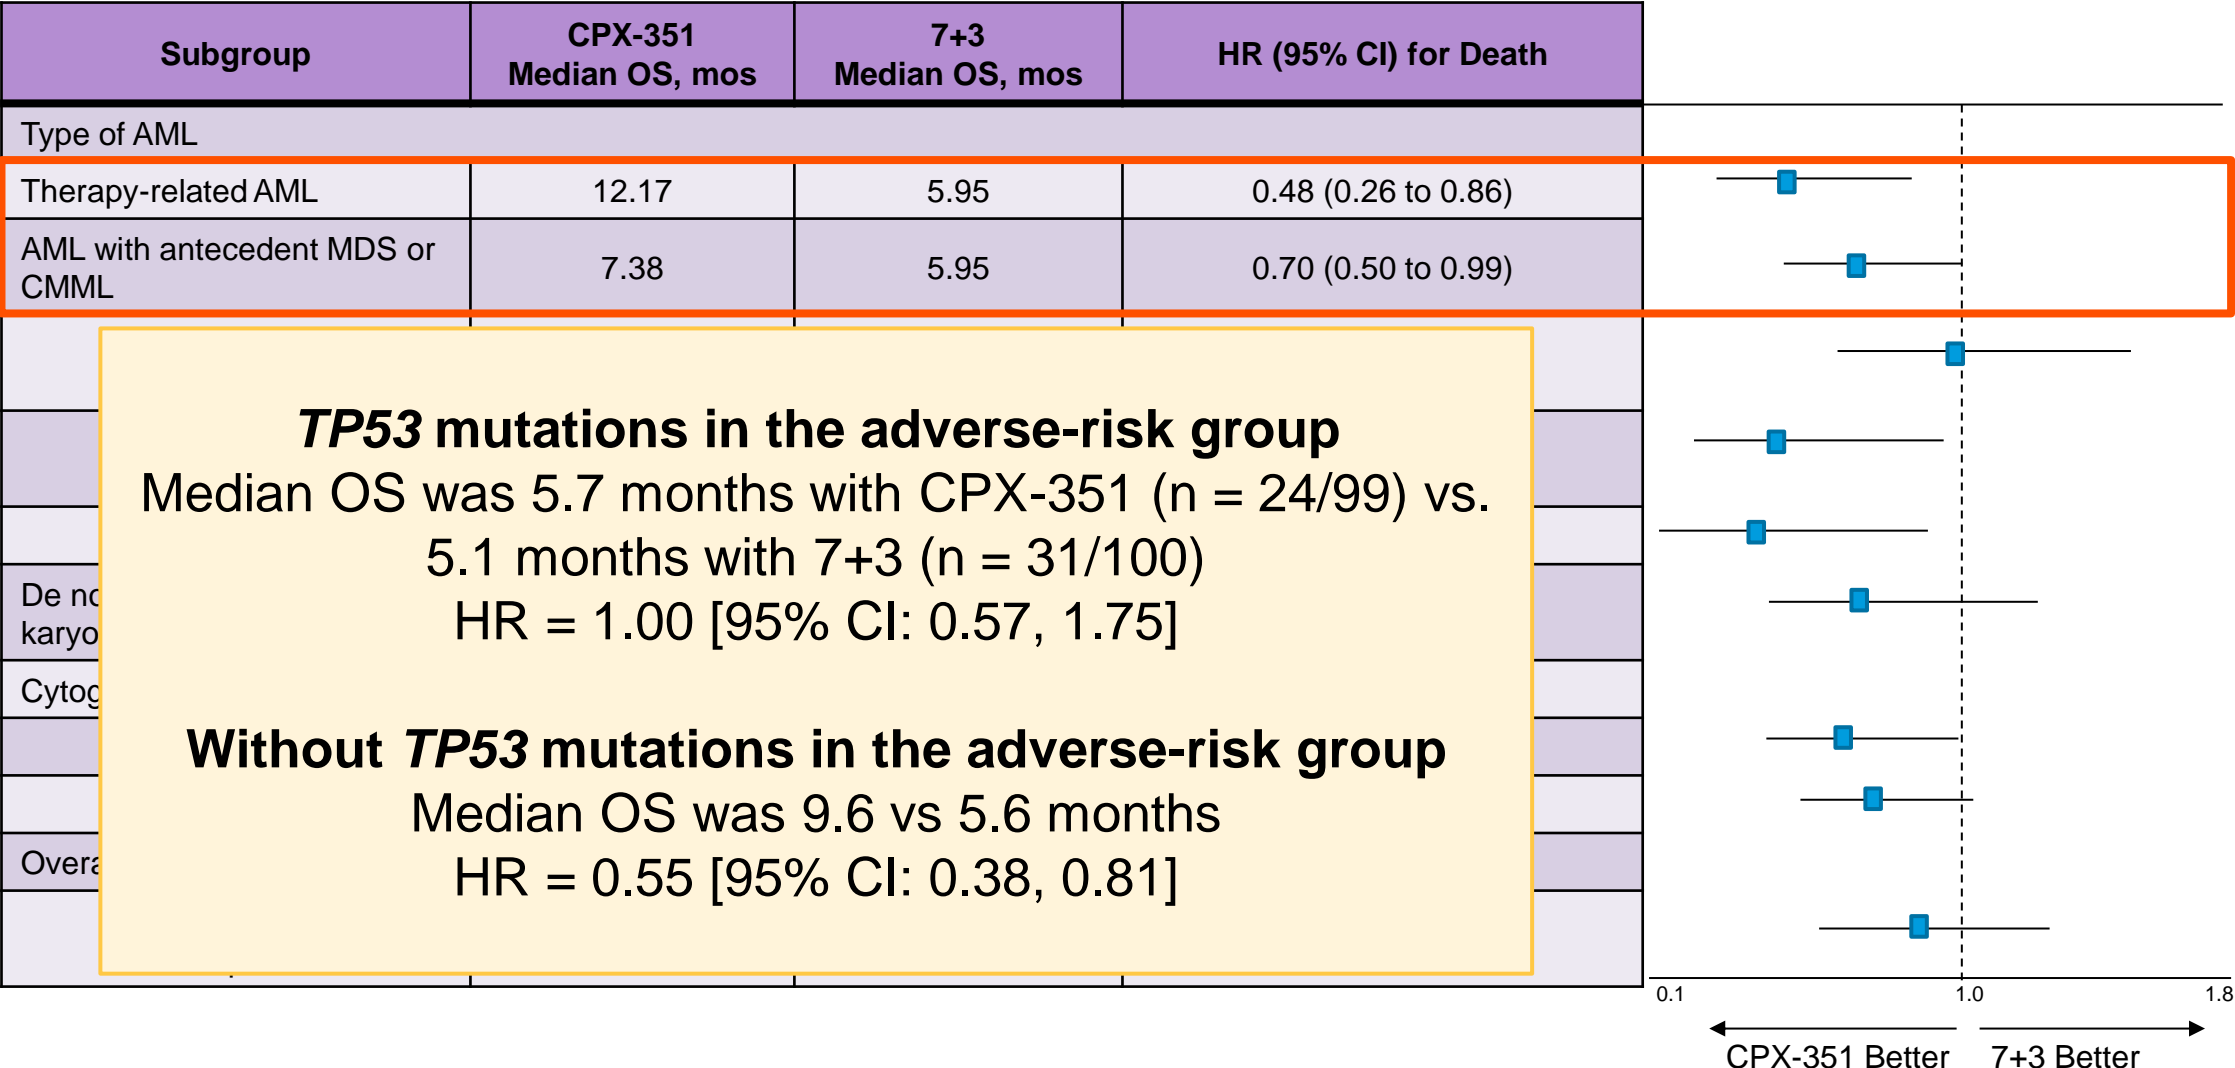 Subgroup
CPX-351
Median OS, mos
7+3
Median OS, mos
HR (95% CI) for Death
Type of AML
Therapy-related AML
12.17
5.95
0.48 (0.26 to 0.86)
AML with antecedent MDS or
CMML
7.38
5.95
0.70 (0.50 to 0.99)
TP53 mutations in the adverse-risk group
Median OS was 5.7 months with CPX-351 (n = 24/99) vs.
5.1 months with 7+3 (n = 31/100)
HR = 1.00 [95% CI: 0.57, 1.75]
Without TP53 mutations in the adverse-risk group
Median OS was 9.6 vs 5.6 months
HR = 0.55 [95% CI: 0.38, 0.81]
De
0.1
1.0
1.8
CPX-351 Better
7+3 Better